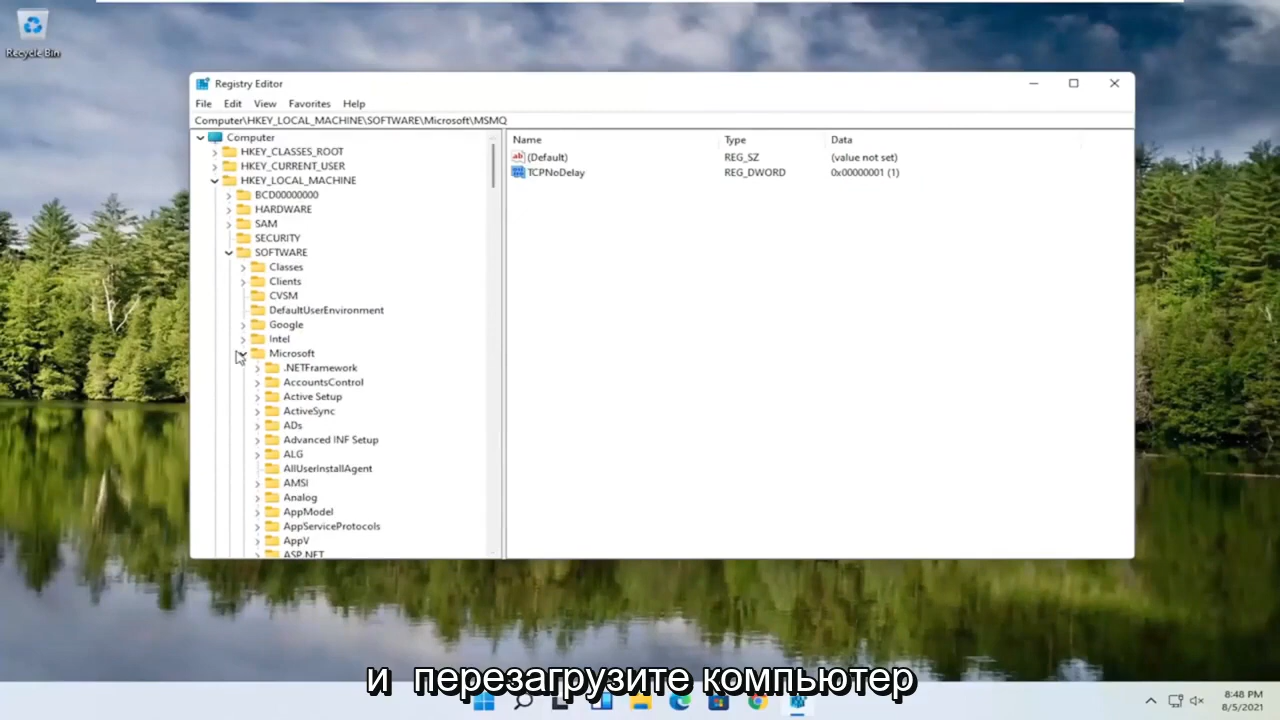 Recycle Bin
Registry Editor
File Edit View Favorites Help
Computer\HKEY_LOCAL_MACHINE\SOFTWARE\Microsoft\MSMQ
Computer
HKEY_CLASSES_ROOT
HKEY_CURRENT_USER
HKEY_LOCAL_MACHINE
BCD00000000
HARDWARE
SAM
SECURITY
SOFTWARE
Classes
Clients
CVSM
DefaultUserEnvironment
Google
Intel
Microsoft
.NETFramework
AccountsControl
Active Setup
ActiveSync
ADs
Advanced INF Setup
ALG
AllUserInstallAgent
AMSI
Analog
AppModel
AppServiceProtocols
AppV
ASP.NET
Name Type Data
(Default) REG_SZ (value not set)
TCPNoDelay REG_DWORD 0x00000001 (1)
и перезагрузите компьютер
8:48 PM
8/5/2021